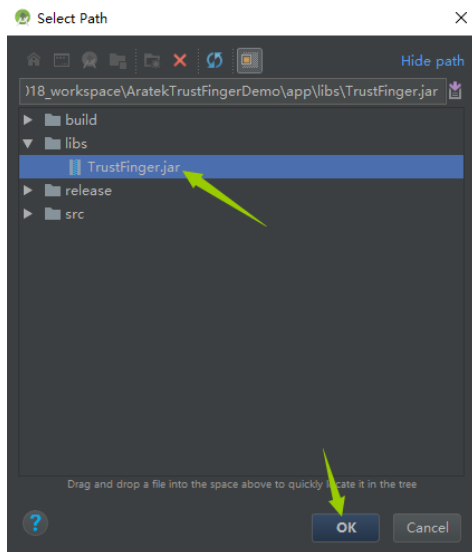 Select Path
Hide path
)18_workspace\AratekTrustFingerDemo\app\libs\TrustFinger.jar
build
libs
TrustFinger.jar
release
src
Drag and drop a file into the space above to quickly locate it in the tree
?
OK
Cancel